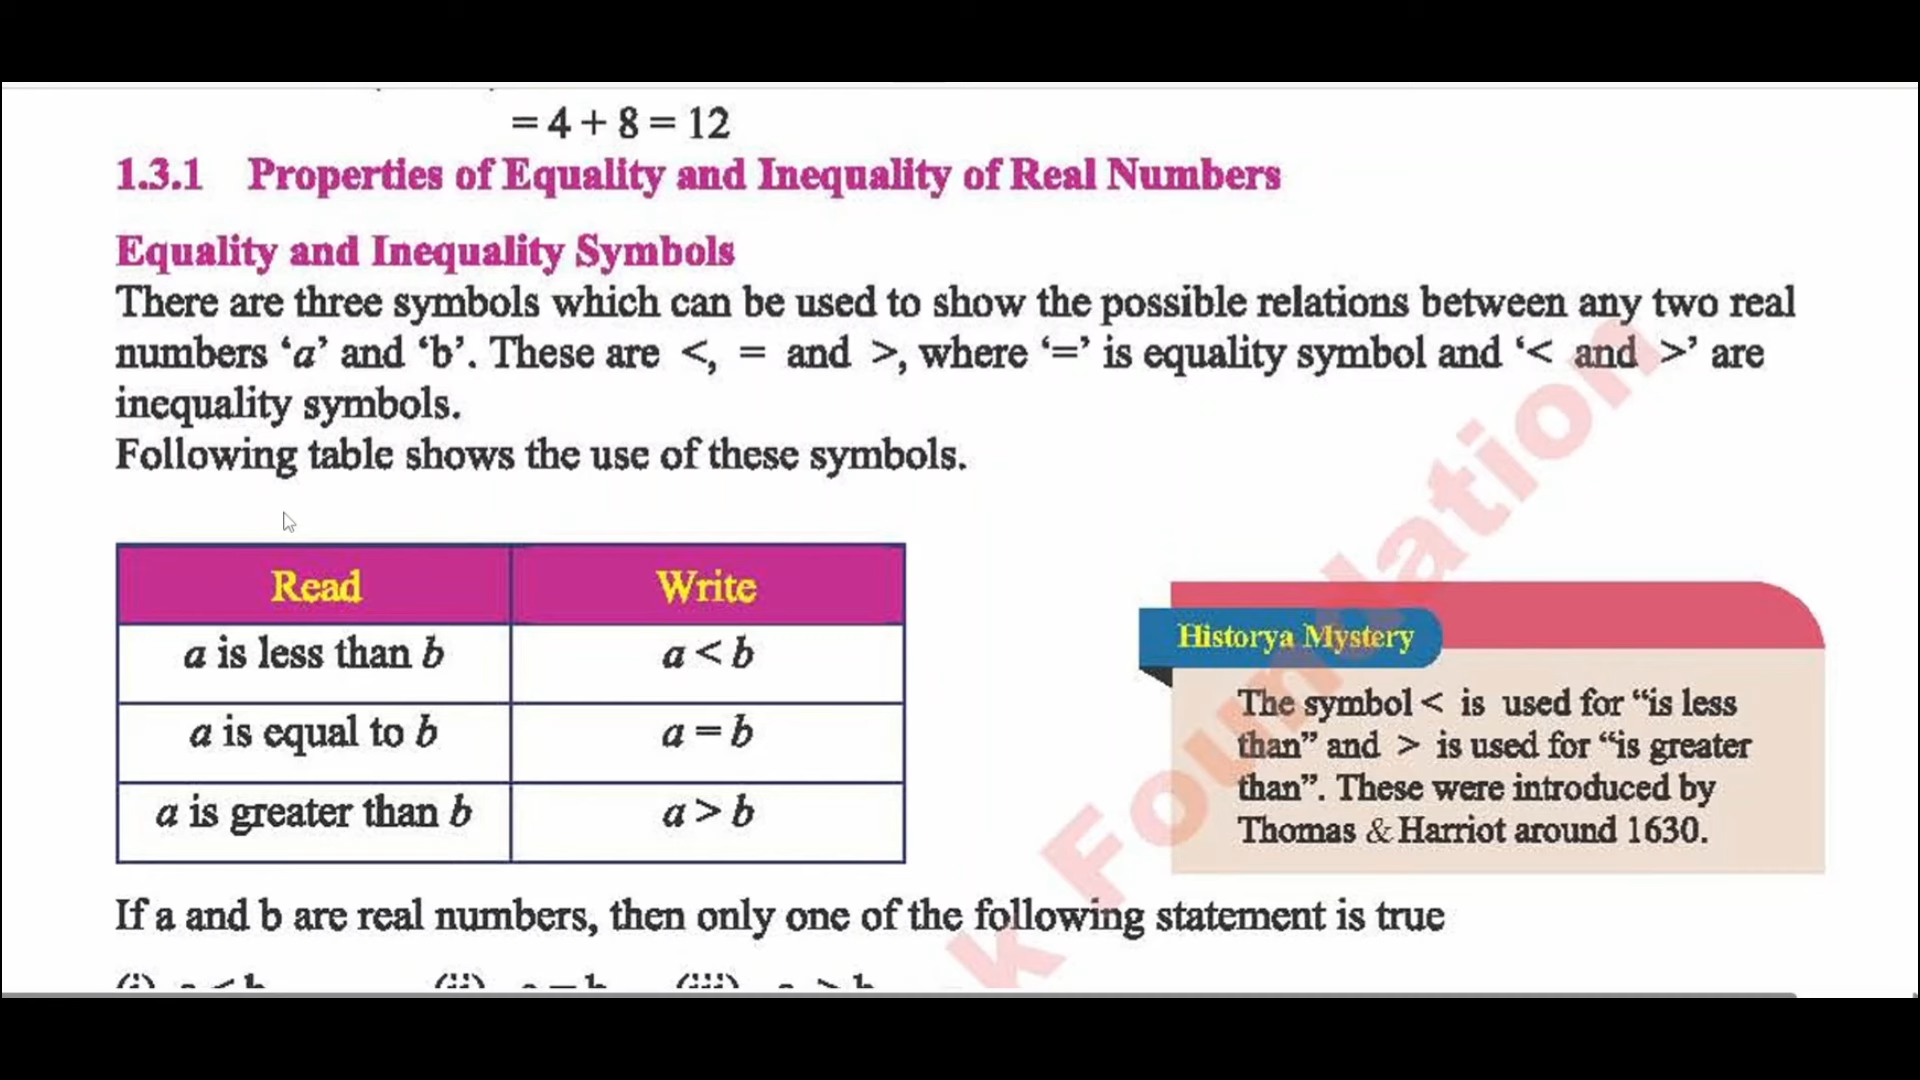 = 4 + 8 = 12
1.3.1 Properties of Equality and Inequality of Real Numbers
Equality and Inequality Symbols
There are three symbols which can be used to show the possible relations between any two real
numbers ‘a’ and ‘b’. These are <, = and >, where ‘=’ is equality symbol and ‘< and >’ are
inequality symbols.
Following table shows the use of these symbols.
Read Write
a is less than b a < b
a is equal to b a = b
a is greater than b a > b
Historya Mystery
The symbol < is used for “is less
than” and > is used for “is greater
than”. These were introduced by
Thomas & Harriot around 1630.
If a and b are real numbers, then only one of the following statement is true
(i) a < b (ii) a = b (iii) a > b
k Foundation